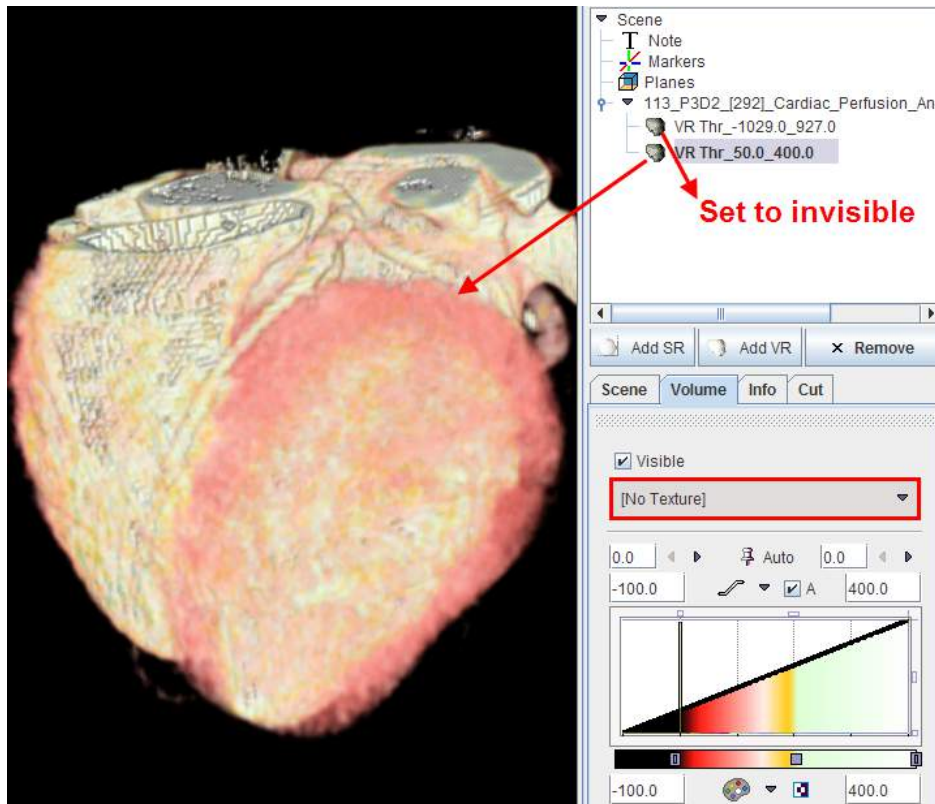 Scene
T Note
Markers
Planes
113_P3D2_[292]_Cardiac_Perfusion_An
VR Thr_-1029.0_927.0
VR Thr_50.0_400.0
Set to invisible
Add SR Add VR × Remove
Scene Volume Info Cut
Visible
[No Texture]
0.0 Auto 0.0
-100.0 A 400.0
-100.0 400.0